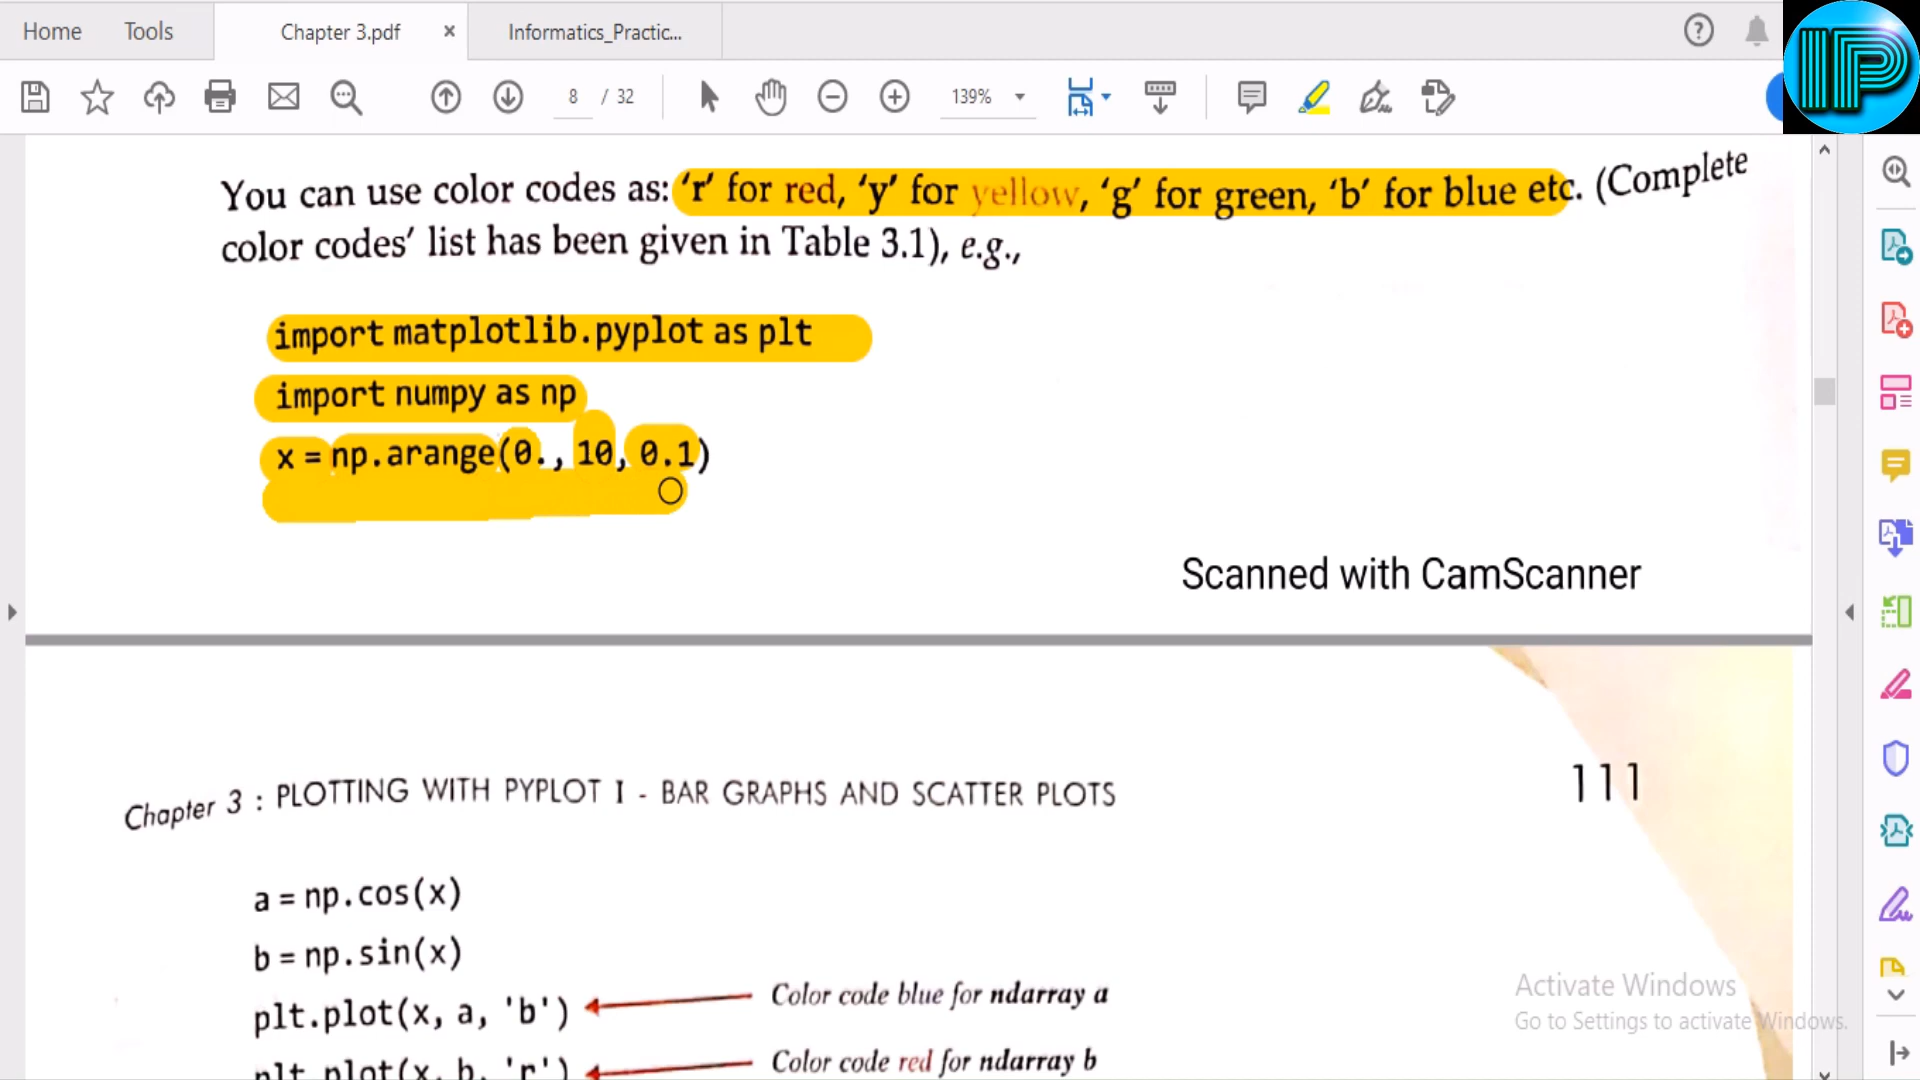 Home Tools Chapter 3.pdf × Informatics_Practic... ?
8 / 32 139%
IP
You can use color codes as: ‘r’ for red, ‘y’ for yellow, ‘g’ for green, ‘b’ for blue etc. (Complete
color codes’ list has been given in Table 3.1), e.g.,
import matplotlib.pyplot as plt
import numpy as np
x = np.arange(0., 10, 0.1)
Scanned with CamScanner
Chapter 3 : PLOTTING WITH PYPLOT I - BAR GRAPHS AND SCATTER PLOTS 111
a = np.cos(x)
b = np.sin(x)
plt.plot(x, a, 'b') Color code blue for ndarray a
plt.plot(x, b, 'r') Color code red for ndarray b
Activate Windows
Go to Settings to activate Windows.